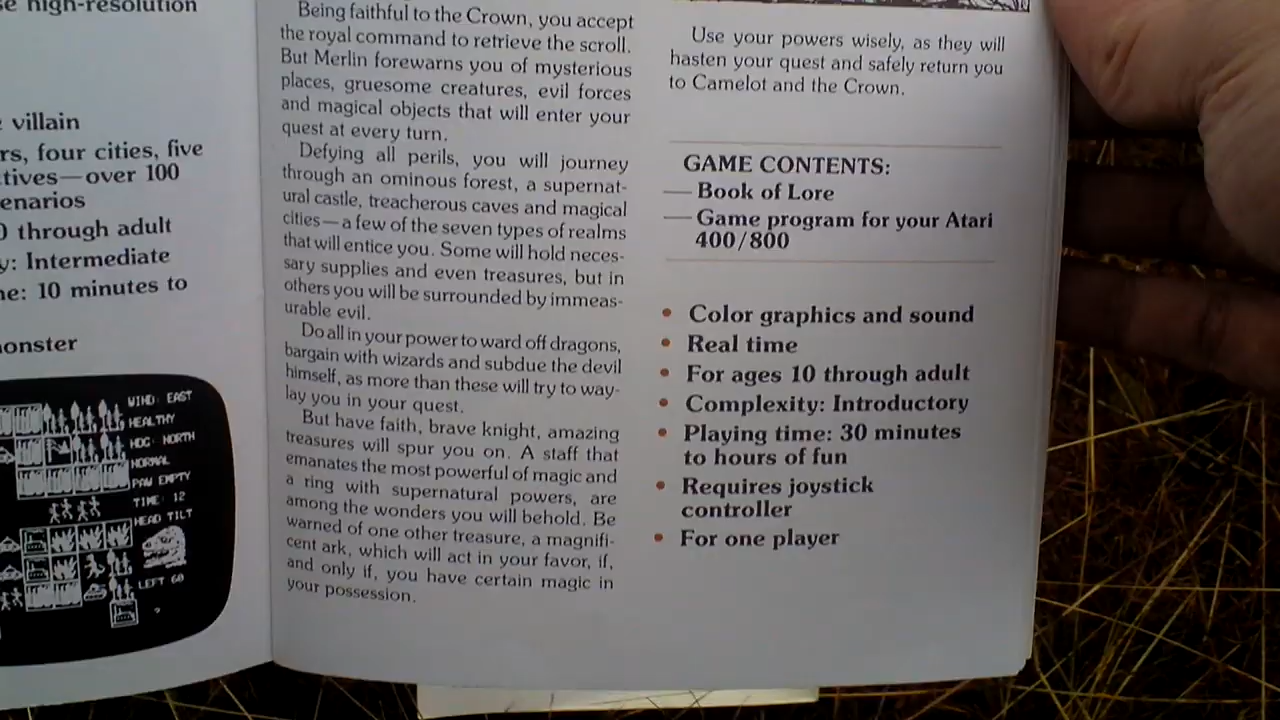 se high-resolution
villain
rs, four cities, five
tives—over 100
enarios
0 through adult
y: Intermediate
ne: 10 minutes to
onster
WIND: EAST
HEALTHY
HDG: NORTH
NORMAL
PAW EMPTY
TIME: 12
HEAD TILT
LEFT 60
?
Being faithful to the Crown, you accept
the royal command to retrieve the scroll.
But Merlin forewarns you of mysterious
places, gruesome creatures, evil forces
and magical objects that will enter your
quest at every turn.
Defying all perils, you will journey
through an ominous forest, a supernat-
ural castle, treacherous caves and magical
cities—a few of the seven types of realms
that will entice you. Some will hold neces-
sary supplies and even treasures, but in
others you will be surrounded by immeas-
urable evil.
Do all in your power to ward off dragons,
bargain with wizards and subdue the devil
himself, as more than these will try to way-
lay you in your quest.
But have faith, brave knight, amazing
treasures will spur you on. A staff that
emanates the most powerful of magic and
a ring with supernatural powers, are
among the wonders you will behold. Be
warned of one other treasure, a magnifi-
cent ark, which will act in your favor, if,
and only if, you have certain magic in
your possession.
Use your powers wisely, as they will
hasten your quest and safely return you
to Camelot and the Crown.
GAME CONTENTS:
— Book of Lore
— Game program for your Atari
400/800
• Color graphics and sound
• Real time
• For ages 10 through adult
• Complexity: Introductory
• Playing time: 30 minutes
to hours of fun
• Requires joystick
controller
• For one player